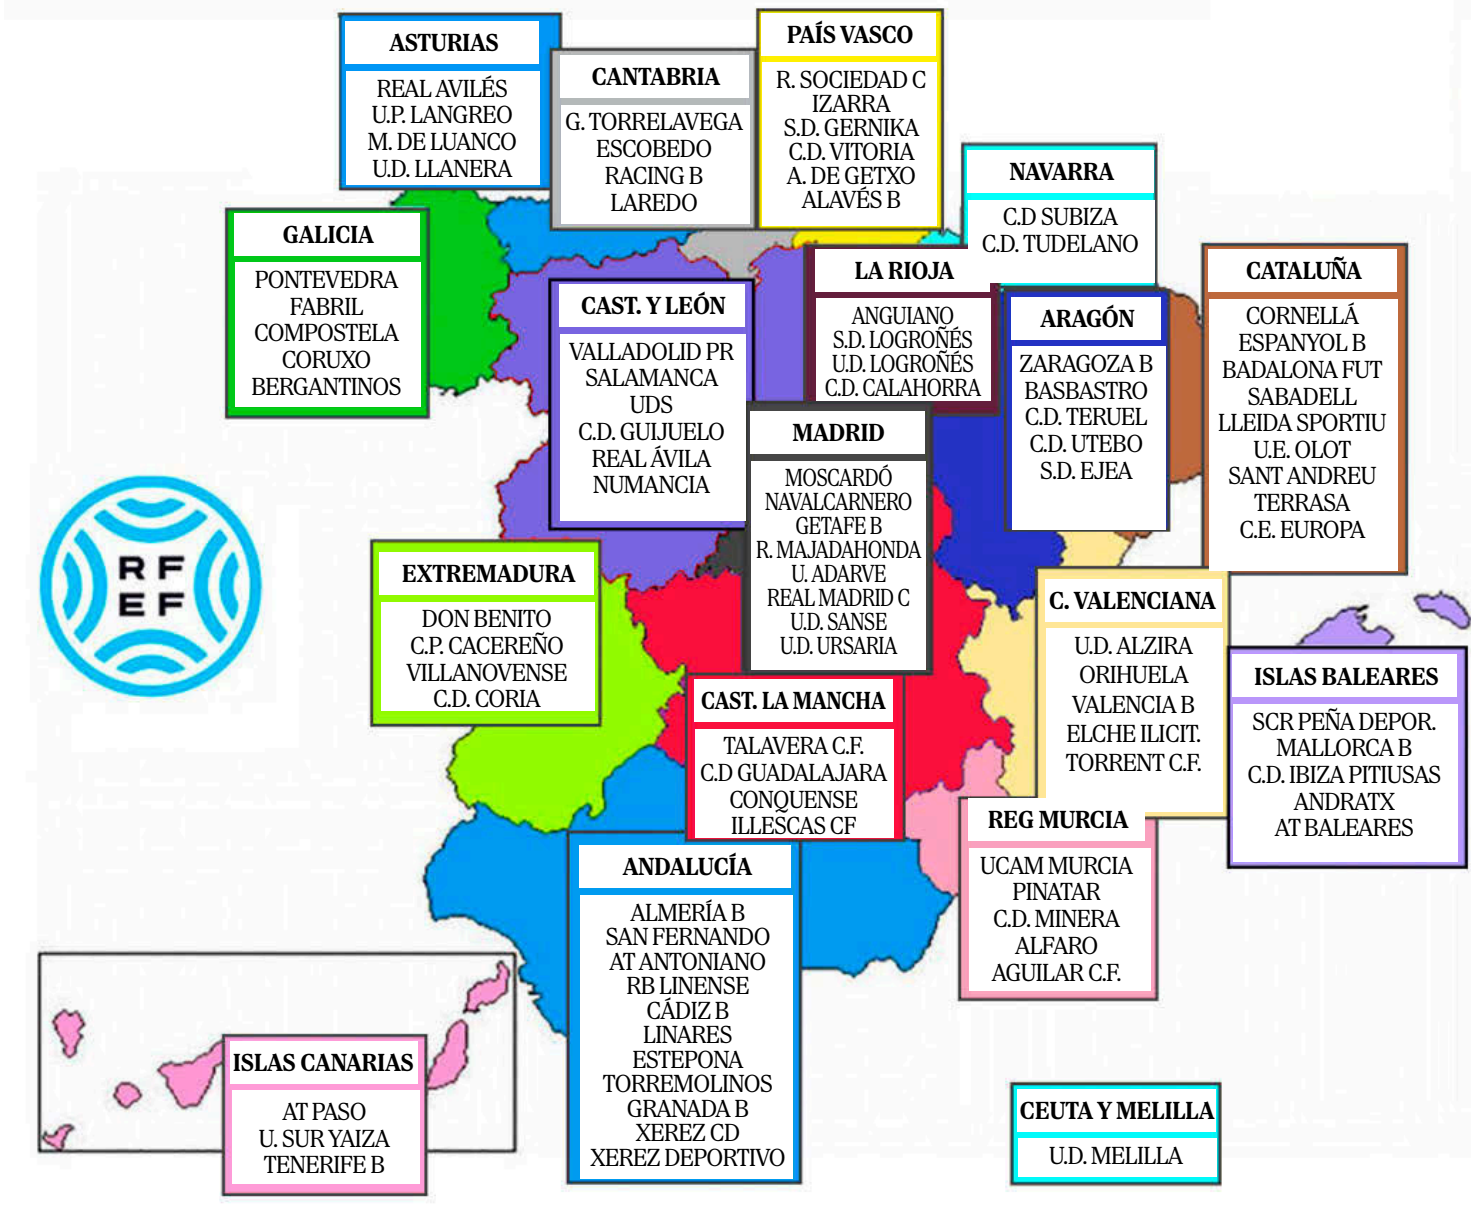 ASTURIAS
REAL AVILÉS
U.P. LANGREO
M. DE LUANCO
U.D. LLANERA
CANTABRIA
G. TORRELAVEGA
ESCOBEDO
RACING B
LAREDO
PAÍS VASCO
R. SOCIEDAD C
IZARRA
S.D. GERNIKA
C.D. VITORIA
A. DE GETXO
ALAVÉS B
NAVARRA
C.D SUBIZA
C.D. TUDELANO
GALICIA
PONTEVEDRA
FABRIL
COMPOSTELA
CORUXO
BERGANTINOS
CAST. Y LEÓN
VALLADOLID PR
SALAMANCA
UDS
C.D. GUIJUELO
REAL ÁVILA
NUMANCIA
LA RIOJA
ANGUIANO
S.D. LOGROÑÉS
U.D. LOGROÑÉS
C.D. CALAHORRA
ARAGÓN
ZARAGOZA B
BASBASTRO
C.D. TERUEL
C.D. UTEBO
S.D. EJEA
CATALUÑA
CORNELLÁ
ESPANYOL B
BADALONA FUT
SABADELL
LLEIDA SPORTIU
U.E. OLOT
SANT ANDREU
TERRASA
C.E. EUROPA
MADRID
MOSCARDÓ
NAVALCARNERO
GETAFE B
R. MAJADAHONDA
U. ADARVE
REAL MADRID C
U.D. SANSE
U.D. URSARIA
RF
EF
EXTREMADURA
DON BENITO
C.P. CACEREÑO
VILLANOVENSE
C.D. CORIA
C. VALENCIANA
U.D. ALZIRA
ORIHUELA
VALENCIA B
ELCHE ILICIT.
TORRENT C.F.
ISLAS BALEARES
SCR PEÑA DEPOR.
MALLORCA B
C.D. IBIZA PITIUSAS
ANDRATX
AT BALEARES
CAST. LA MANCHA
TALAVERA C.F.
C.D GUADALAJARA
CONQUENSE
ILLESCAS CF
REG MURCIA
UCAM MURCIA
PINATAR
C.D. MINERA
ALFARO
AGUILAR C.F.
ANDALUCÍA
ALMERÍA B
SAN FERNANDO
AT ANTONIANO
RB LINENSE
CÁDIZ B
LINARES
ESTEPONA
TORREMOLINOS
GRANADA B
XEREZ CD
XEREZ DEPORTIVO
ISLAS CANARIAS
AT PASO
U. SUR YAIZA
TENERIFE B
CEUTA Y MELILLA
U.D. MELILLA